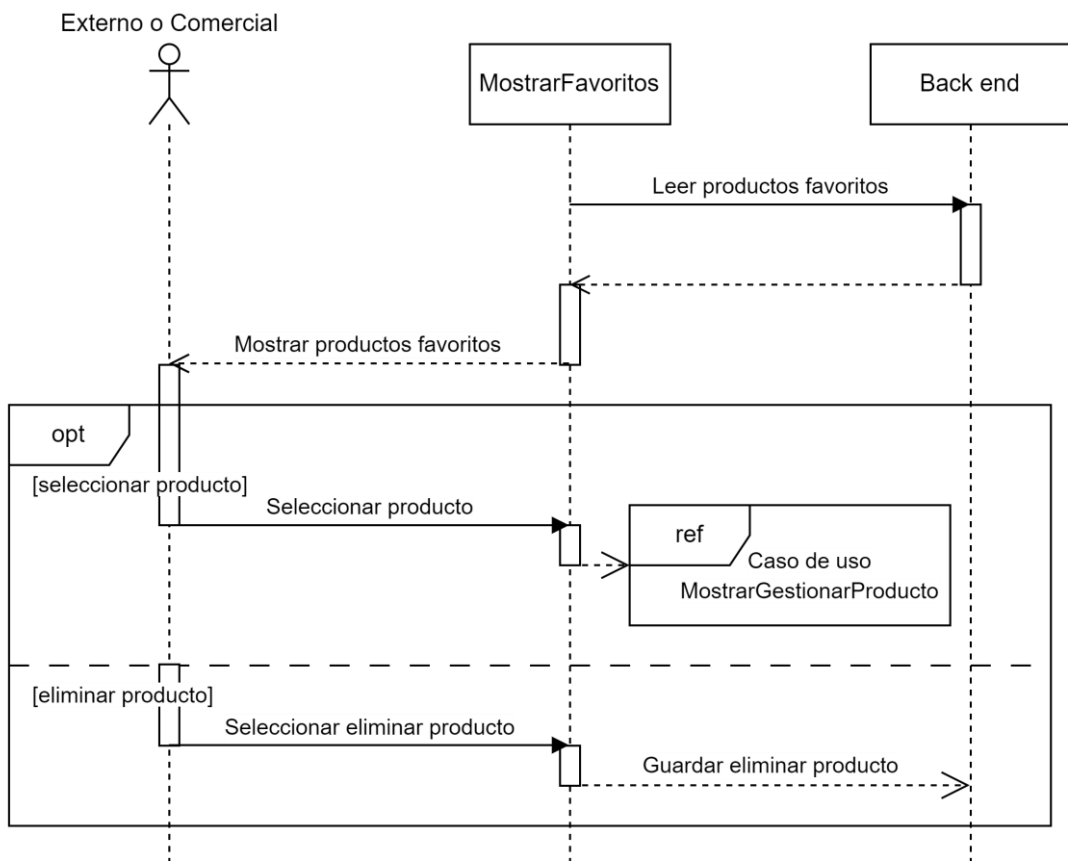 Externo o Comercial
MostrarFavoritos
Back end
Leer productos favoritos
Mostrar productos favoritos
opt
[seleccionar producto]
Seleccionar producto
ref
Caso de uso
MostrarGestionarProducto
[eliminar producto]
Seleccionar eliminar producto
Guardar eliminar producto